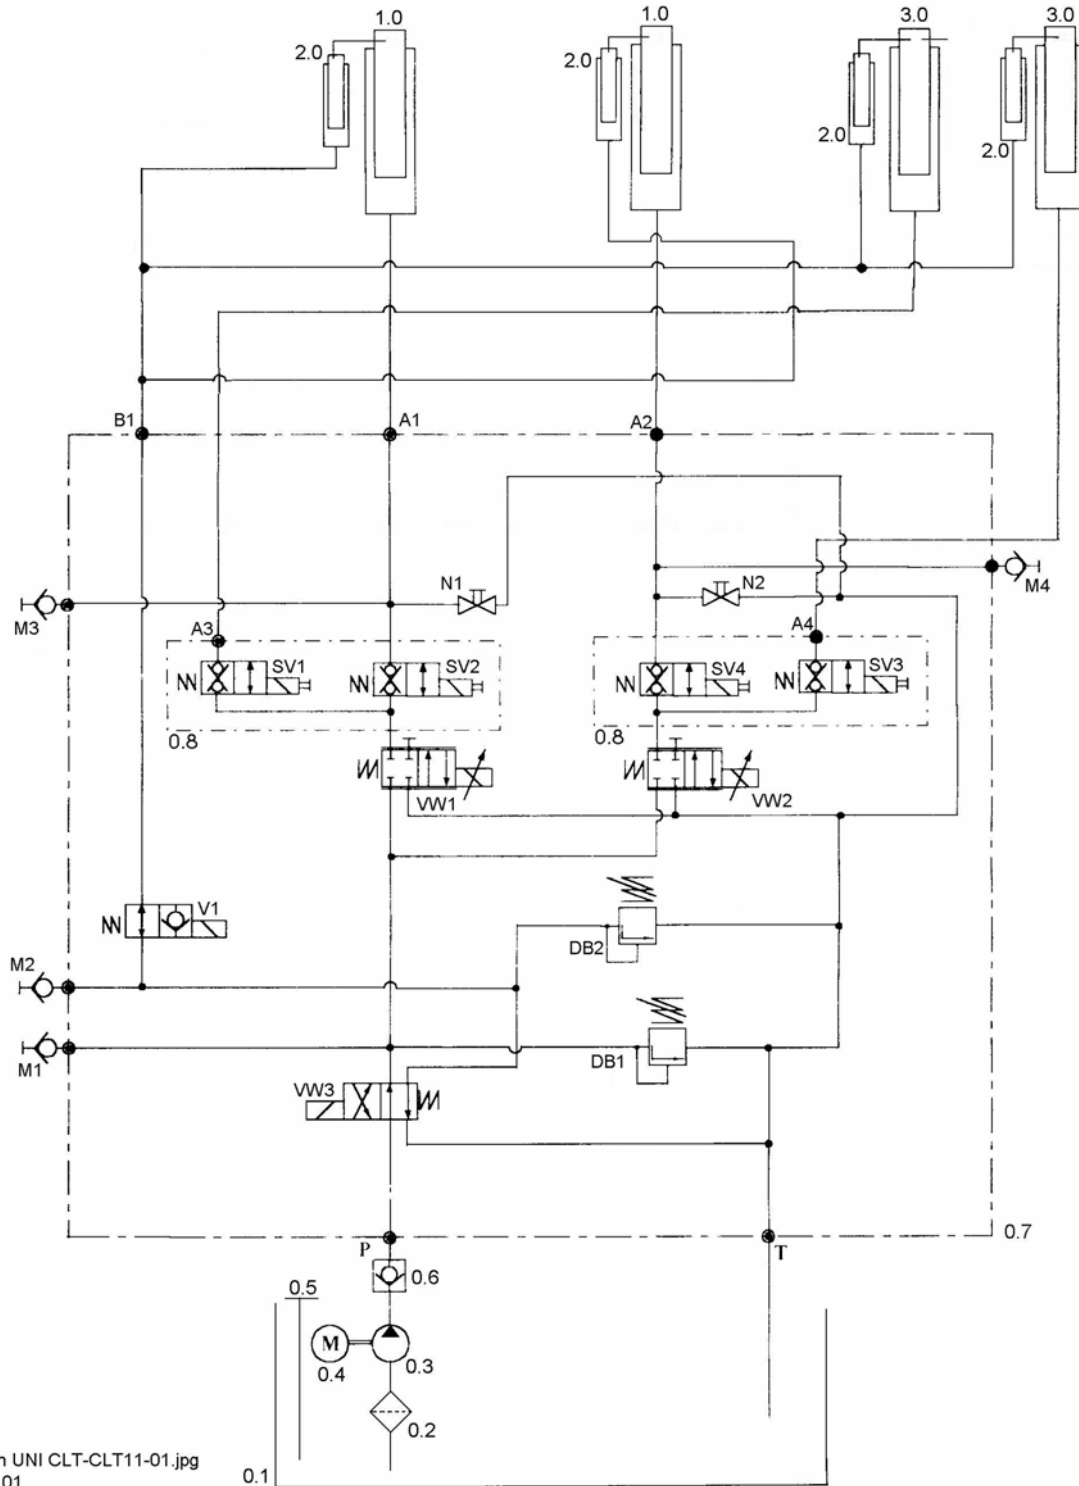 1.0
1.0
3.0
3.0
2.0
2.0
2.0
2.0
B1
A1
A2
N1
N2
M3
M4
A3
A4
SV1
SV2
SV4
SV3
0.8
0.8
VW1
VW2
V1
DB2
M2
M1
DB1
VW3
P
T
0.7
0.6
0.5
M
0.4
0.3
0.2
UNI CLT-CLT11-01.jpg
0.1
01